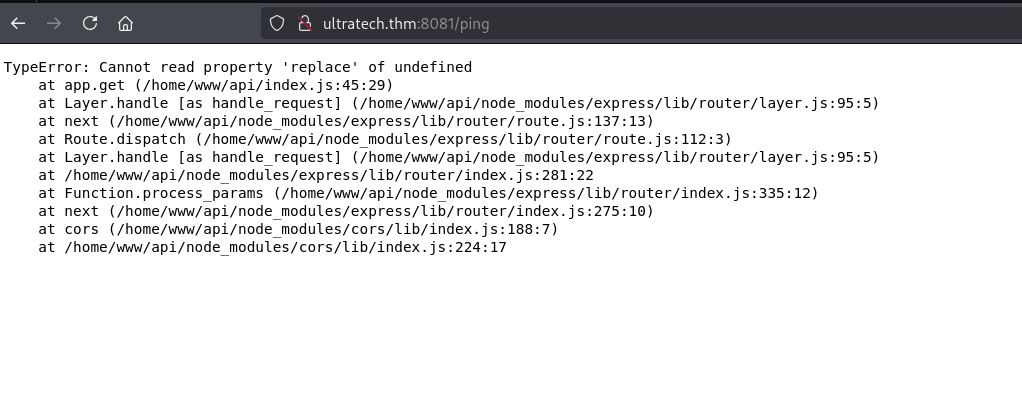 ultratech.thm:8081/ping
TypeError: Cannot read property 'replace' of undefined
    at app.get (/home/www/api/index.js:45:29)
    at Layer.handle [as handle_request] (/home/www/api/node_modules/express/lib/router/layer.js:95:5)
    at next (/home/www/api/node_modules/express/lib/router/route.js:137:13)
    at Route.dispatch (/home/www/api/node_modules/express/lib/router/route.js:112:3)
    at Layer.handle [as handle_request] (/home/www/api/node_modules/express/lib/router/layer.js:95:5)
    at /home/www/api/node_modules/express/lib/router/index.js:281:22
    at Function.process_params (/home/www/api/node_modules/express/lib/router/index.js:335:12)
    at next (/home/www/api/node_modules/express/lib/router/index.js:275:10)
    at cors (/home/www/api/node_modules/cors/lib/index.js:188:7)
    at /home/www/api/node_modules/cors/lib/index.js:224:17